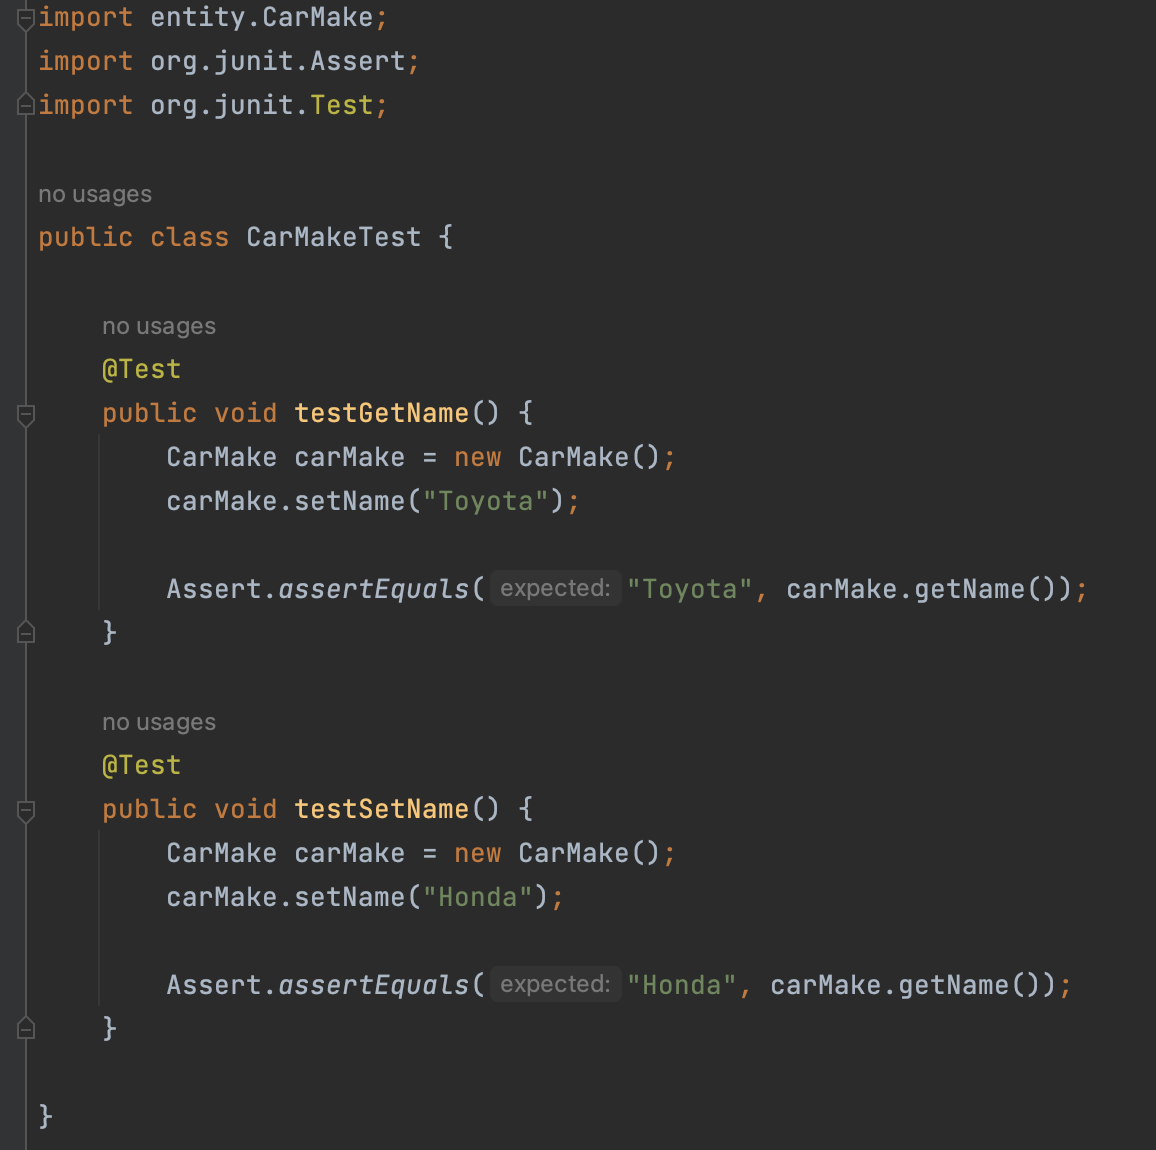 import entity.CarMake;
import org.junit.Assert;
import org.junit.Test;
no usages
public class CarMakeTest {
no usages
@Test
public void testGetName() {
CarMake carMake = new CarMake();
carMake.setName("Toyota");
Assert.assertEquals( expected: "Toyota", carMake.getName());
}
no usages
@Test
public void testSetName() {
CarMake carMake = new CarMake();
carMake.setName("Honda");
Assert.assertEquals( expected: "Honda", carMake.getName());
}
}